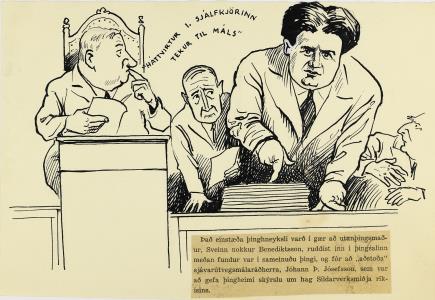 "HÁTTVIRTUR 1. SJÁLFKJÖRINN
TEKUR TIL MÁLS"
Það einstæða þinghneyksli varð í gær að utanþingsmað-
ur, Sveinn nokkur Benediktsson, ruddist inn í þingsalinn
meðan fundur var í sameinuðu þingi, og fór að „aðstoða"
sjávarútvegsmálaráðherra, Jóhann Þ. Jósefsson, sem var
að gefa þingheimi skýrslu um hag Síldarverksmiðja rík-
isins.